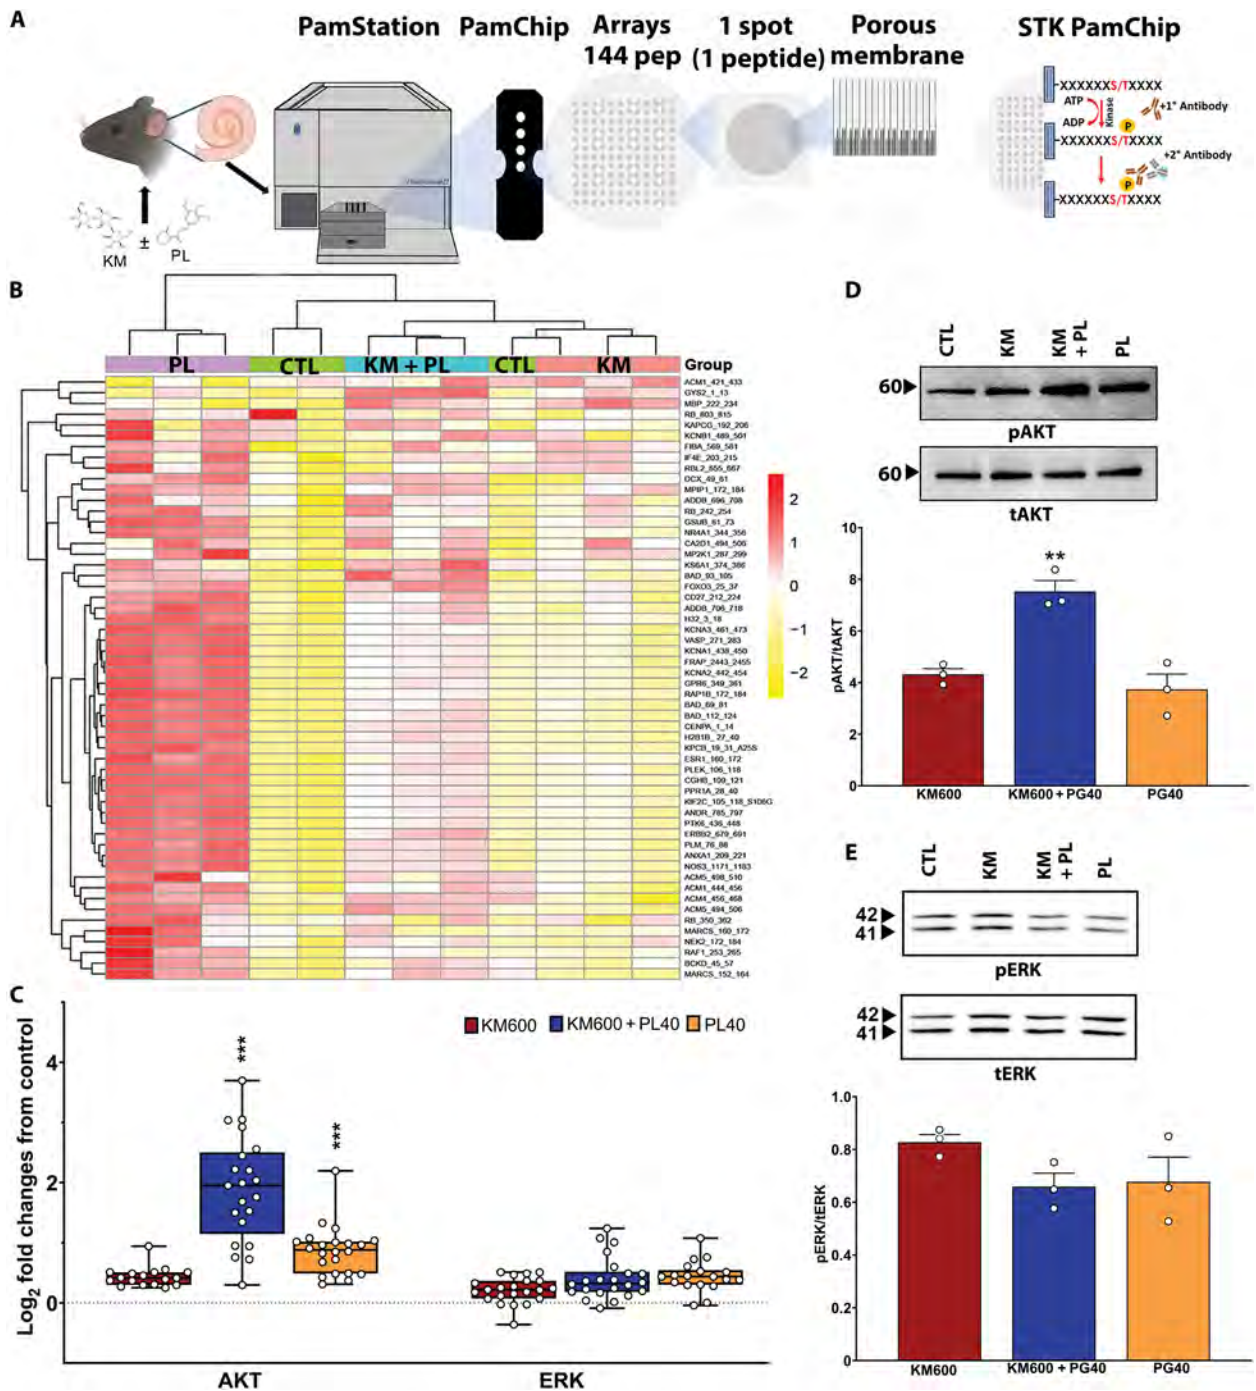 A
PamStation
PamChip
Arrays
144 pep
1 spot
(1 peptide)
Porous
membrane
STK PamChip
XXXXXXS/TXXXX
ATP
ADP
Kinase
+1° Antibody
P
XXXXXXS/TXXXX
+2° Antibody
P
XXXXXXS/TXXXX
KM
±
PL
B
PL
CTL
KM + PL
CTL
KM
Group
ACM1_421_433
GYS2_1_13
MBP_222_234
RB_803_815
KAPCG_192_206
KCNB1_489_501
FIBA_569_581
IF4E_203_215
RBL2_655_667
DCX_49_61
MPIP1_172_184
ADDB_696_708
RB_242_254
GSUB_61_73
NR4A1_344_356
CA2D1_494_506
MP2K1_287_299
KS6A1_374_386
BAD_93_105
FOXO3_25_37
CD27_212_224
ADDB_706_718
H32_3_18
KCNA3_461_473
VASP_271_283
KCNA1_438_450
FRAP_2443_2455
KCNA2_442_454
GPR6_349_361
RAP1B_172_184
BAD_69_81
BAD_112_124
CENPA_1_14
H2B1B_ 27_40
KPCB_19_31_A25S
ESR1_160_172
PLEK_106_118
CGHB_109_121
PPR1A_28_40
KIF2C_105_118_S106G
ANDR_785_797
PTK6_436_448
ERBB2_679_691
PLM_76_88
ANXA1_209_221
NOS3_1171_1183
ACM5_498_510
ACM1_444_456
ACM4_456_468
ACM5_494_506
RB_350_362
MARCS_160_172
NEK2_172_184
RAF1_253_265
BCKD_45_57
MARCS_152_164
2
1
0
−1
−2
C
KM600
KM600 + PL40
PL40
Log2 fold changes from control
4
2
0
***
***
AKT
ERK
D
CTL
KM
KM
+ PL
PL
60
pAKT
60
tAKT
pAKT/tAKT
10
8
6
4
2
0
**
KM600
KM600 + PG40
PG40
E
CTL
KM
KM
+ PL
PL
42
41
pERK
42
41
tERK
pERK/tERK
1.0
0.8
0.6
0.4
0.2
0
KM600
KM600 + PG40
PG40